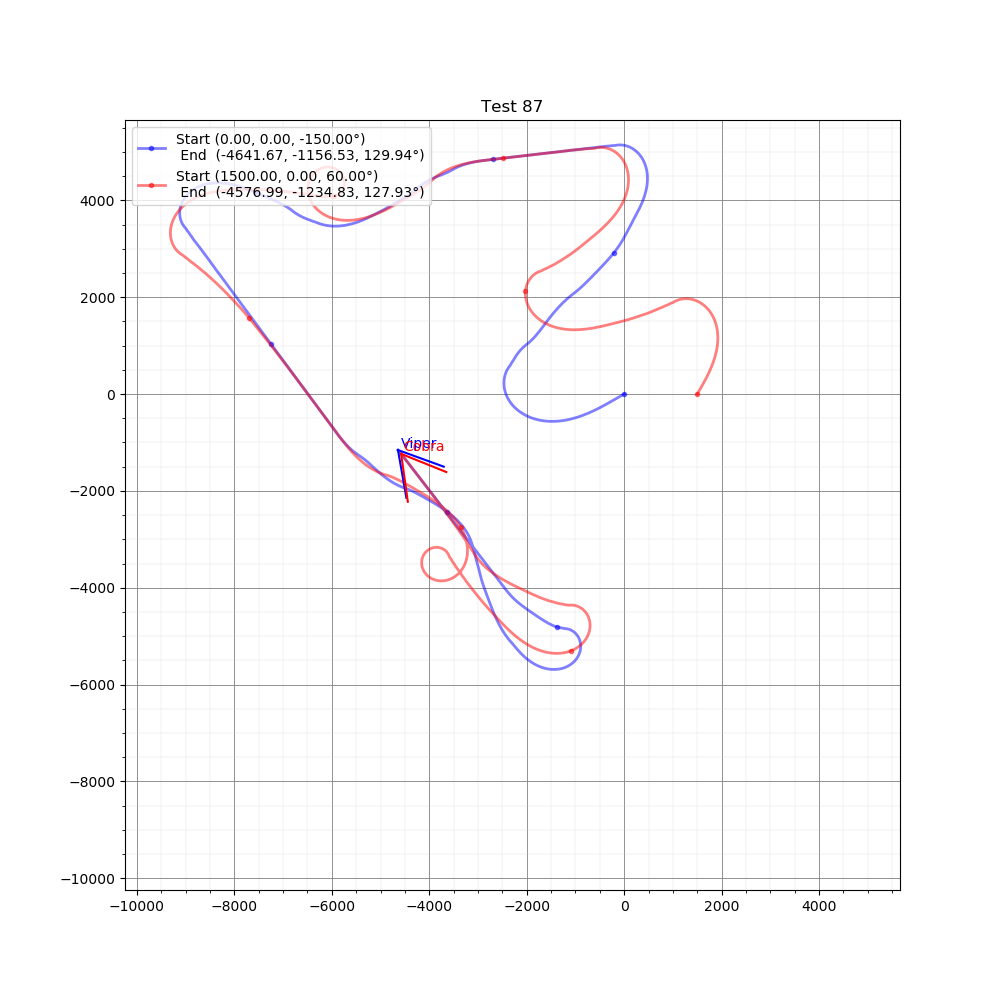 Test 87
Start (0.00, 0.00, -150.00°)
End  (-4641.67, -1156.53, 129.94°)
Start (1500.00, 0.00, 60.00°)
End  (-4576.99, -1234.83, 127.93°)
4000
2000
0
−2000
−4000
−6000
−8000
−10000
Viper
Cobra
−10000 −8000 −6000 −4000 −2000 0 2000 4000